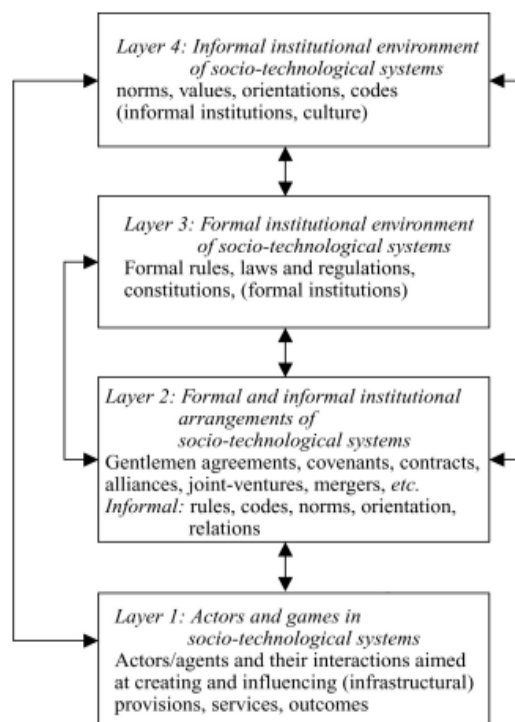 Layer 4: Informal institutional environment
of socio-technological systems
norms, values, orientations, codes
(informal institutions, culture)
Layer 3: Formal institutional environment
of socio-technological systems
Formal rules, laws and regulations,
constitutions, (formal institutions)
Layer 2: Formal and informal institutional
arrangements of
socio-technological systems
Gentlemen agreements, covenants, contracts,
alliances, joint-ventures, mergers, etc.
Informal: rules, codes, norms, orientation,
relations
Layer 1: Actors and games in
socio-technological systems
Actors/agents and their interactions aimed
at creating and influencing (infrastructural)
provisions, services, outcomes